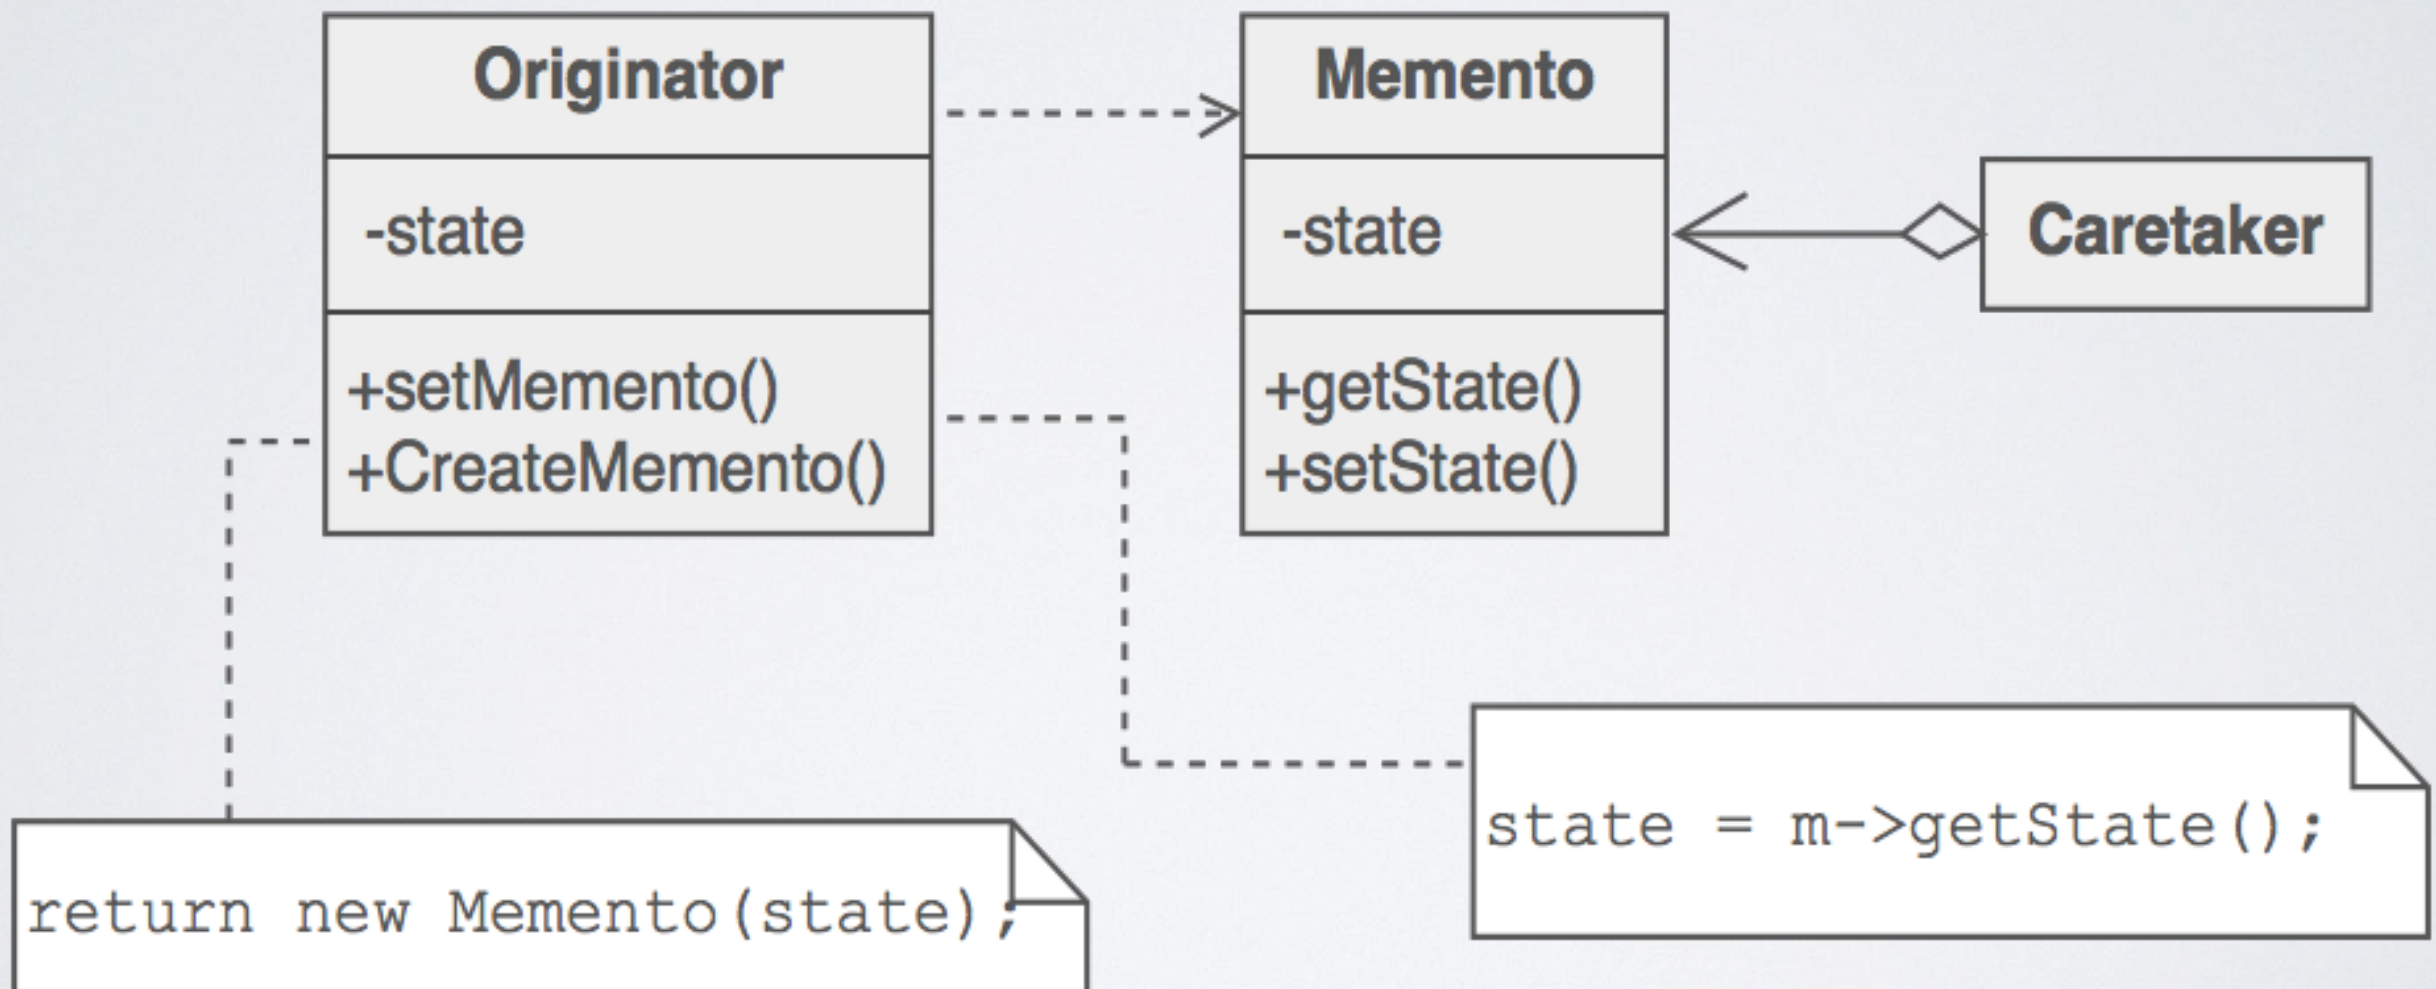 Originator
-state
+setMemento()
+CreateMemento()
Memento
-state
+getState()
+setState()
Caretaker
return new Memento(state);
state = m->getState();